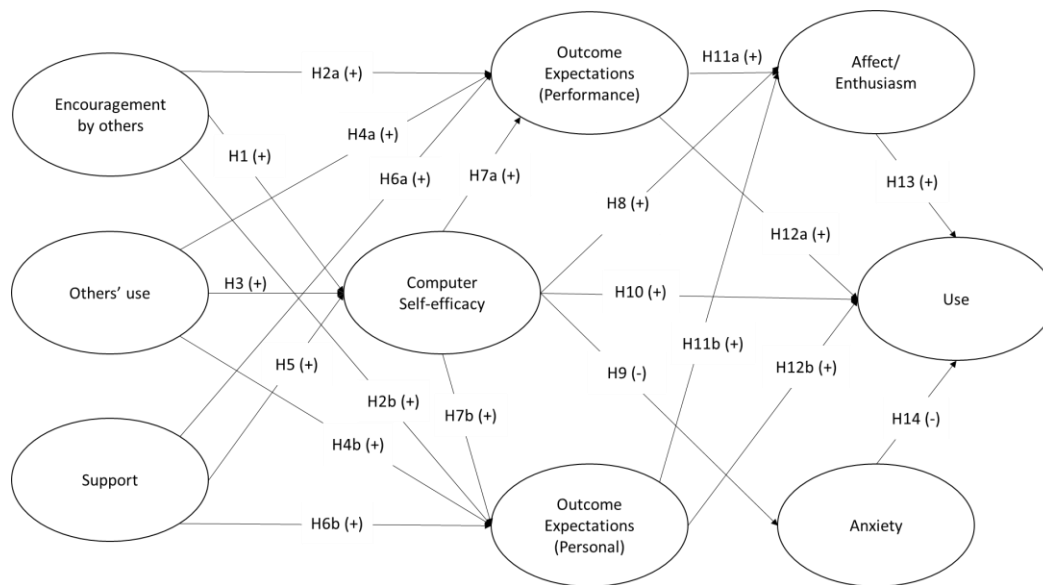 Encouragement
by others
Others’ use
Support
Computer
Self-efficacy
Outcome
Expectations
(Performance)
Outcome
Expectations
(Personal)
Affect/
Enthusiasm
Use
Anxiety
H2a (+)
H4a (+)
H1 (+)
H6a (+)
H7a (+)
H3 (+)
H5 (+)
H2b (+)
H7b (+)
H4b (+)
H6b (+)
H11a (+)
H8 (+)
H12a (+)
H13 (+)
H10 (+)
H11b (+)
H12b (+)
H9 (-)
H14 (-)